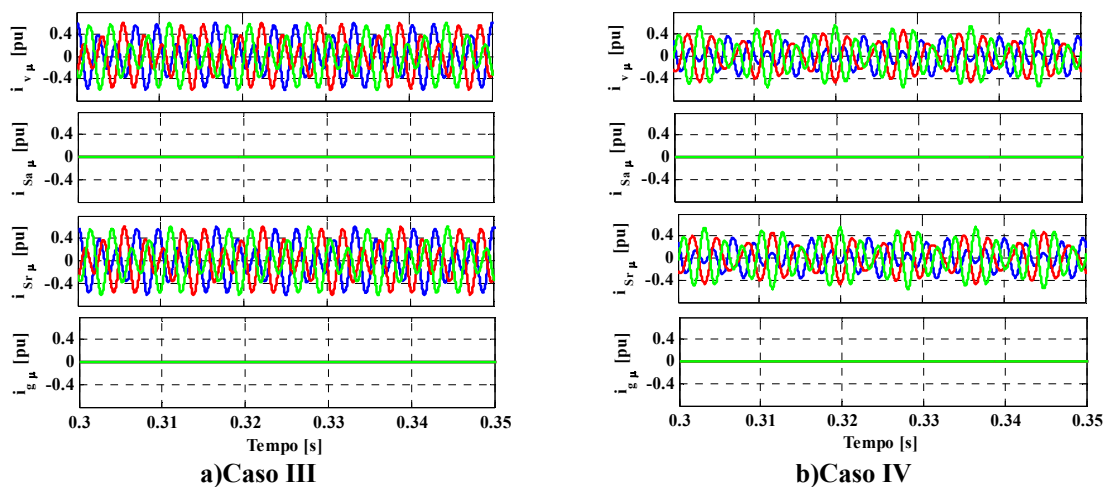 0.4
0
-0.4
i v μ [pu]
0.4
0
-0.4
i Sa μ [pu]
0.4
0
-0.4
i Sr μ [pu]
0.4
0
-0.4
i g μ [pu]
0.3 0.31 0.32 0.33 0.34 0.35
Tempo [s]
a)Caso III
0.4
0
-0.4
i v μ [pu]
0.4
0
-0.4
i Sa μ [pu]
0.4
0
-0.4
i Sr μ [pu]
0.4
0
-0.4
i g μ [pu]
0.3 0.31 0.32 0.33 0.34 0.35
Tempo [s]
b)Caso IV